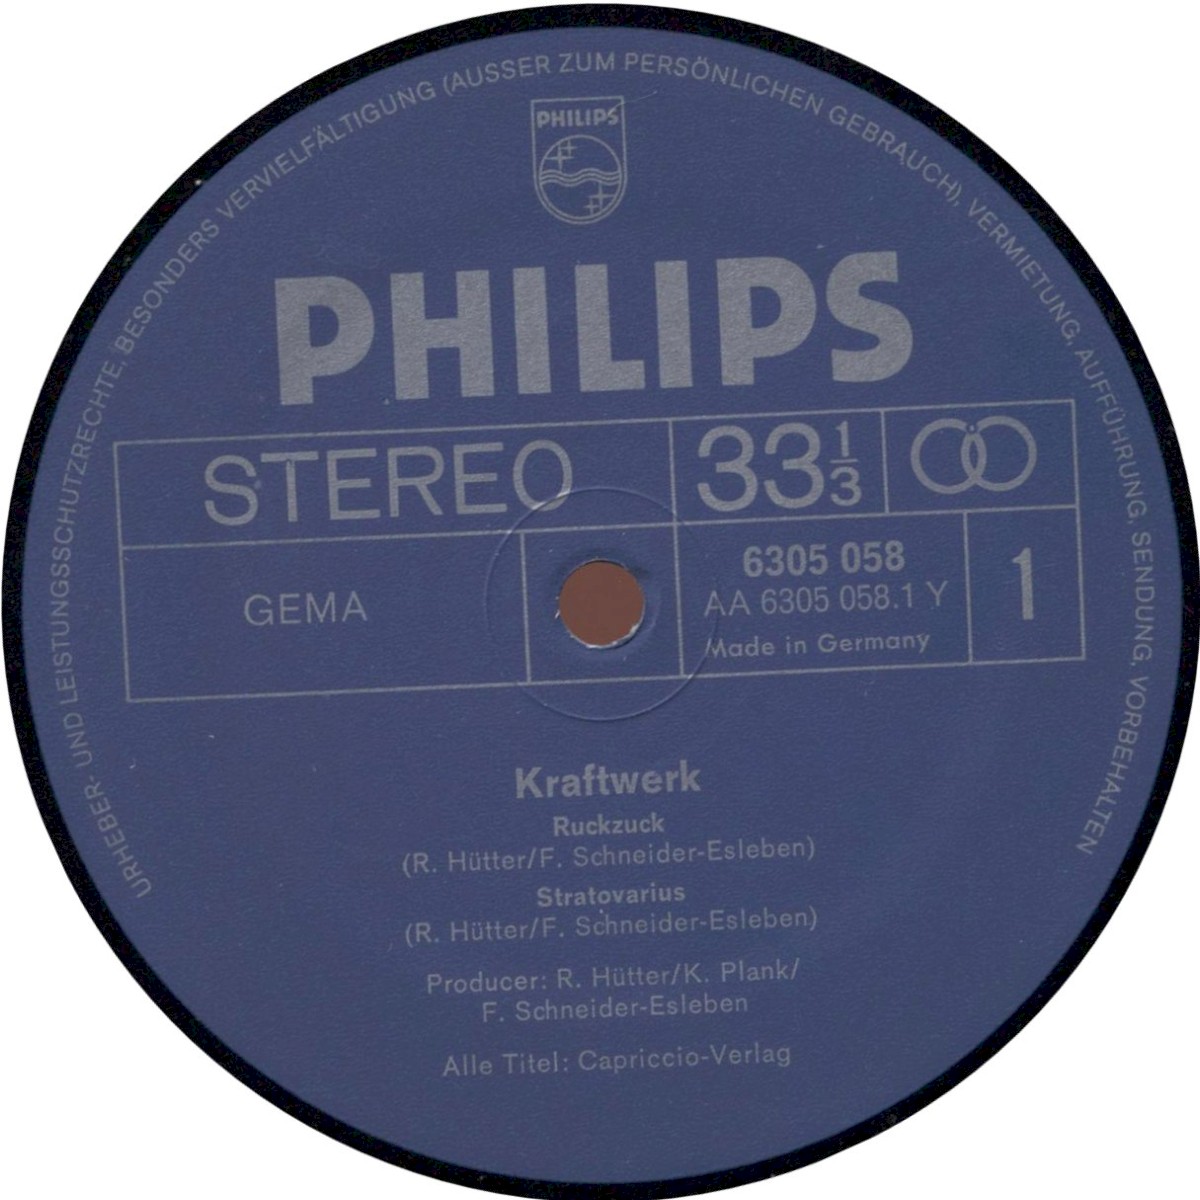 URHEBER- UND LEISTUNGSSCHUTZRECHTE, BESONDERS VERVIELFÄLTIGUNG (AUSSER ZUM PERSÖNLICHEN GEBRAUCH), VERMIETUNG, AUFFÜHRUNG, SENDUNG, VORBEHALTEN
PHILIPS
PHILIPS
STEREO
33 1/3
GEMA
6305 058
AA 6305 058.1 Y
Made in Germany
1
Kraftwerk
Ruckzuck
(R. Hütter/F. Schneider-Esleben)
Stratovarius
(R. Hütter/F. Schneider-Esleben)
Producer: R. Hütter/K. Plank/
F. Schneider-Esleben
Alle Titel: Capriccio-Verlag